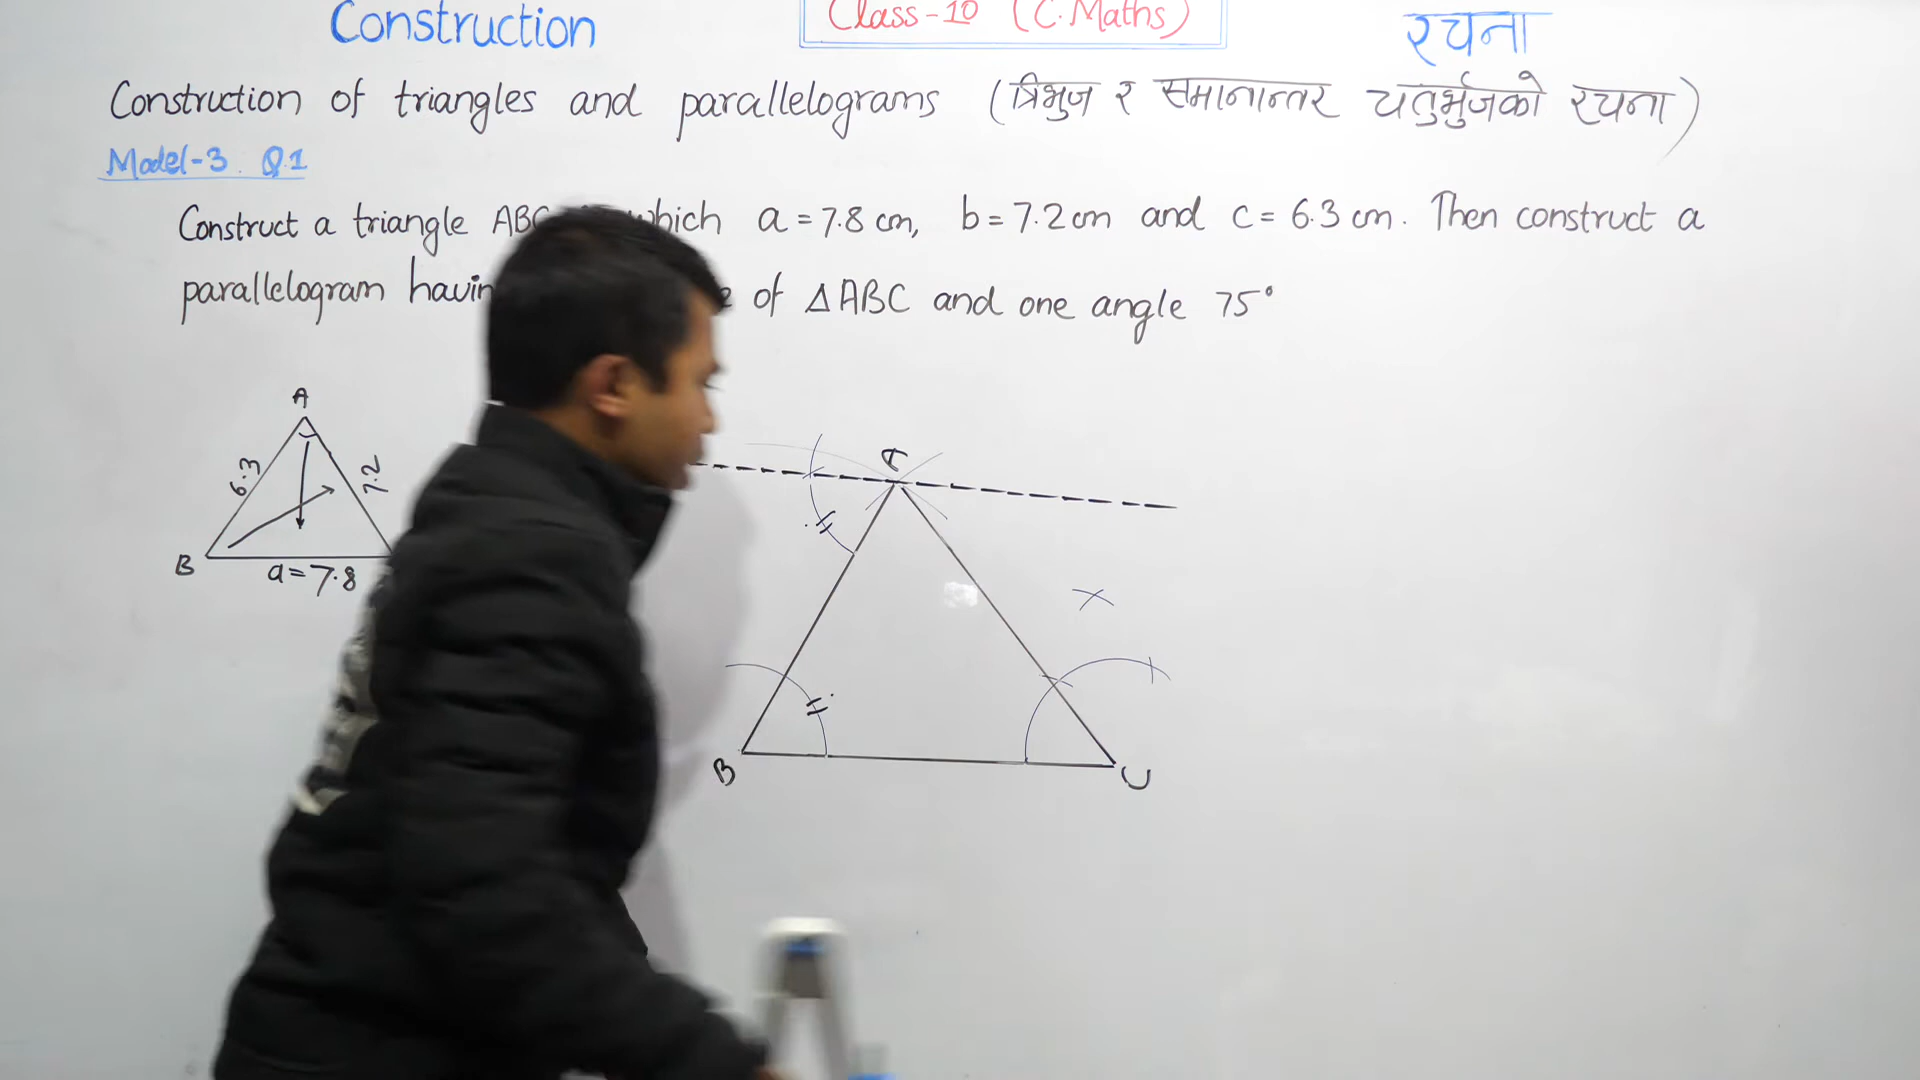 Construction
Class-10 (C.Maths)
रचना
Construction of triangles and parallelograms (त्रिभुज र समानान्तर चतुर्भुजको रचना)
Model-3. Q.1
Construct a triangle ABC which a = 7.8 cm, b = 7.2 cm and c = 6.3 cm. Then construct a
parallelogram of ΔABC and one angle 75°
A
6.3
7.2
B
a = 7.8
B